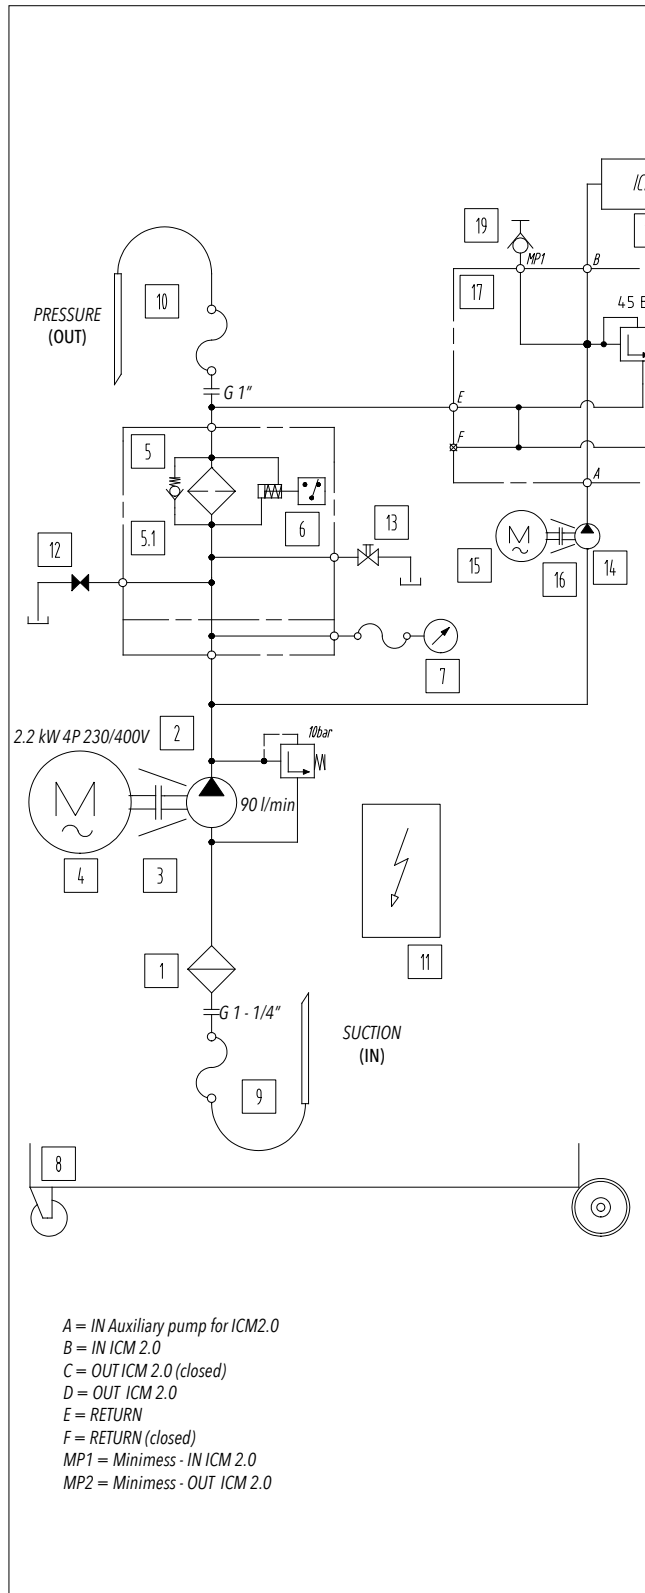 IC
19
MP1
B
17
10
PRESSURE
(OUT)
45 B
G 1"
E
5
F
A
12
5.1
6
13
15
16
14
7
2.2 kW 4P 230/400V
2
10bar
M
M
90 l/min
4
3
11
1
G 1 - 1/4"
SUCTION
(IN)
9
8
A = IN Auxiliary pump for ICM2.0
B = IN ICM 2.0
C = OUT ICM 2.0 (closed)
D = OUT ICM 2.0
E = RETURN
F = RETURN (closed)
MP1 = Minimess - IN ICM 2.0
MP2 = Minimess - OUT ICM 2.0